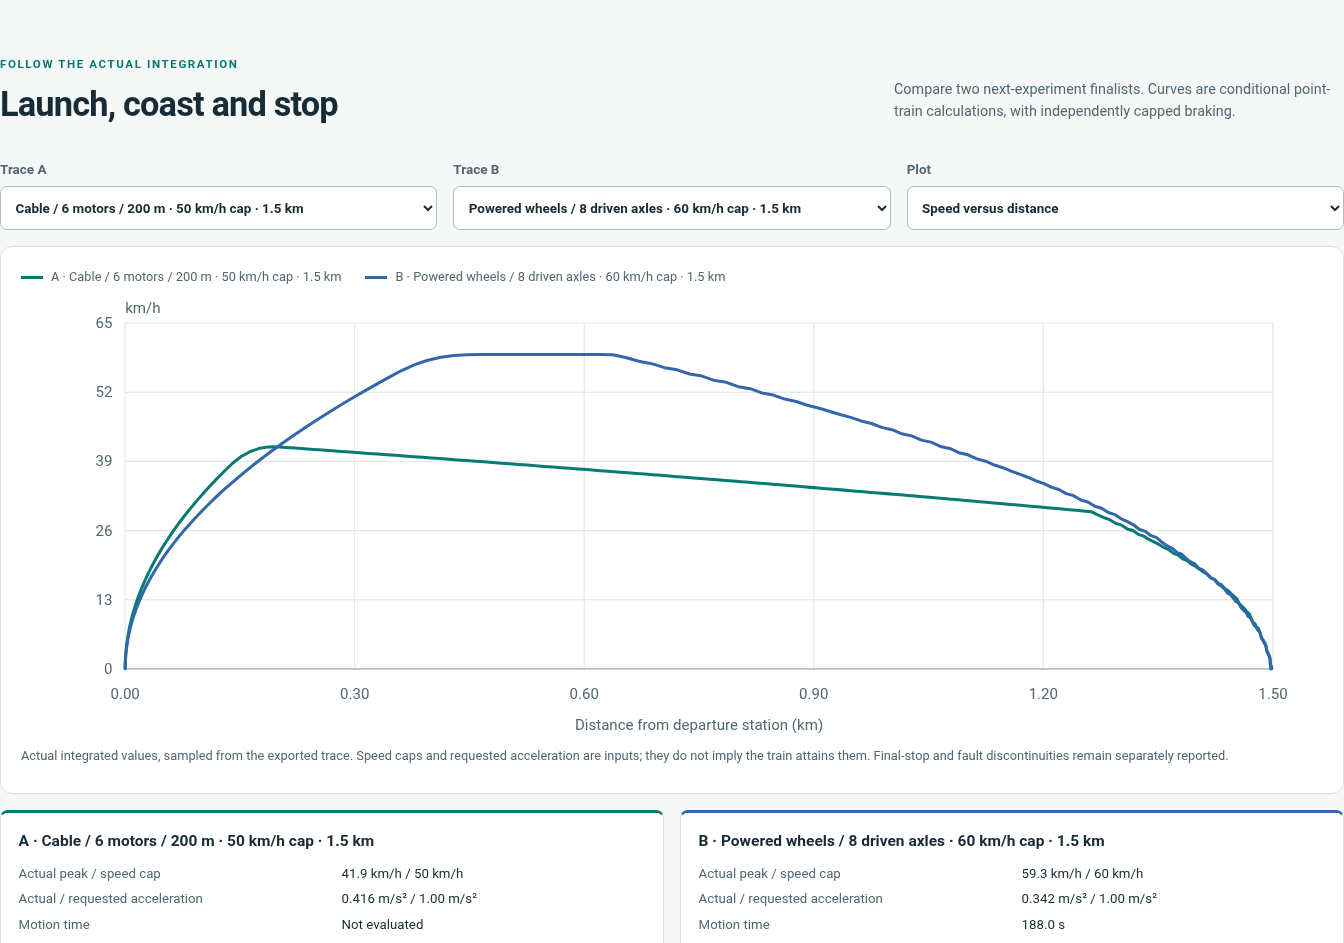 FOLLOW THE ACTUAL INTEGRATION
Launch, coast and stop
Compare two next-experiment finalists. Curves are conditional point-
train calculations, with independently capped braking.
Trace A
Trace B
Plot
Cable / 6 motors / 200 m · 50 km/h cap · 1.5 km
Powered wheels / 8 driven axles · 60 km/h cap · 1.5 km
Speed versus distance
A · Cable / 6 motors / 200 m · 50 km/h cap · 1.5 km
B · Powered wheels / 8 driven axles · 60 km/h cap · 1.5 km
km/h
65
52
39
26
13
0
0.00
0.30
0.60
0.90
1.20
1.50
Distance from departure station (km)
Actual integrated values, sampled from the exported trace. Speed caps and requested acceleration are inputs; they do not imply the train attains them. Final-stop and fault discontinuities remain separately reported.
A · Cable / 6 motors / 200 m · 50 km/h cap · 1.5 km
Actual peak / speed cap
41.9 km/h / 50 km/h
Actual / requested acceleration
0.416 m/s² / 1.00 m/s²
Motion time
Not evaluated
B · Powered wheels / 8 driven axles · 60 km/h cap · 1.5 km
Actual peak / speed cap
59.3 km/h / 60 km/h
Actual / requested acceleration
0.342 m/s² / 1.00 m/s²
Motion time
188.0 s